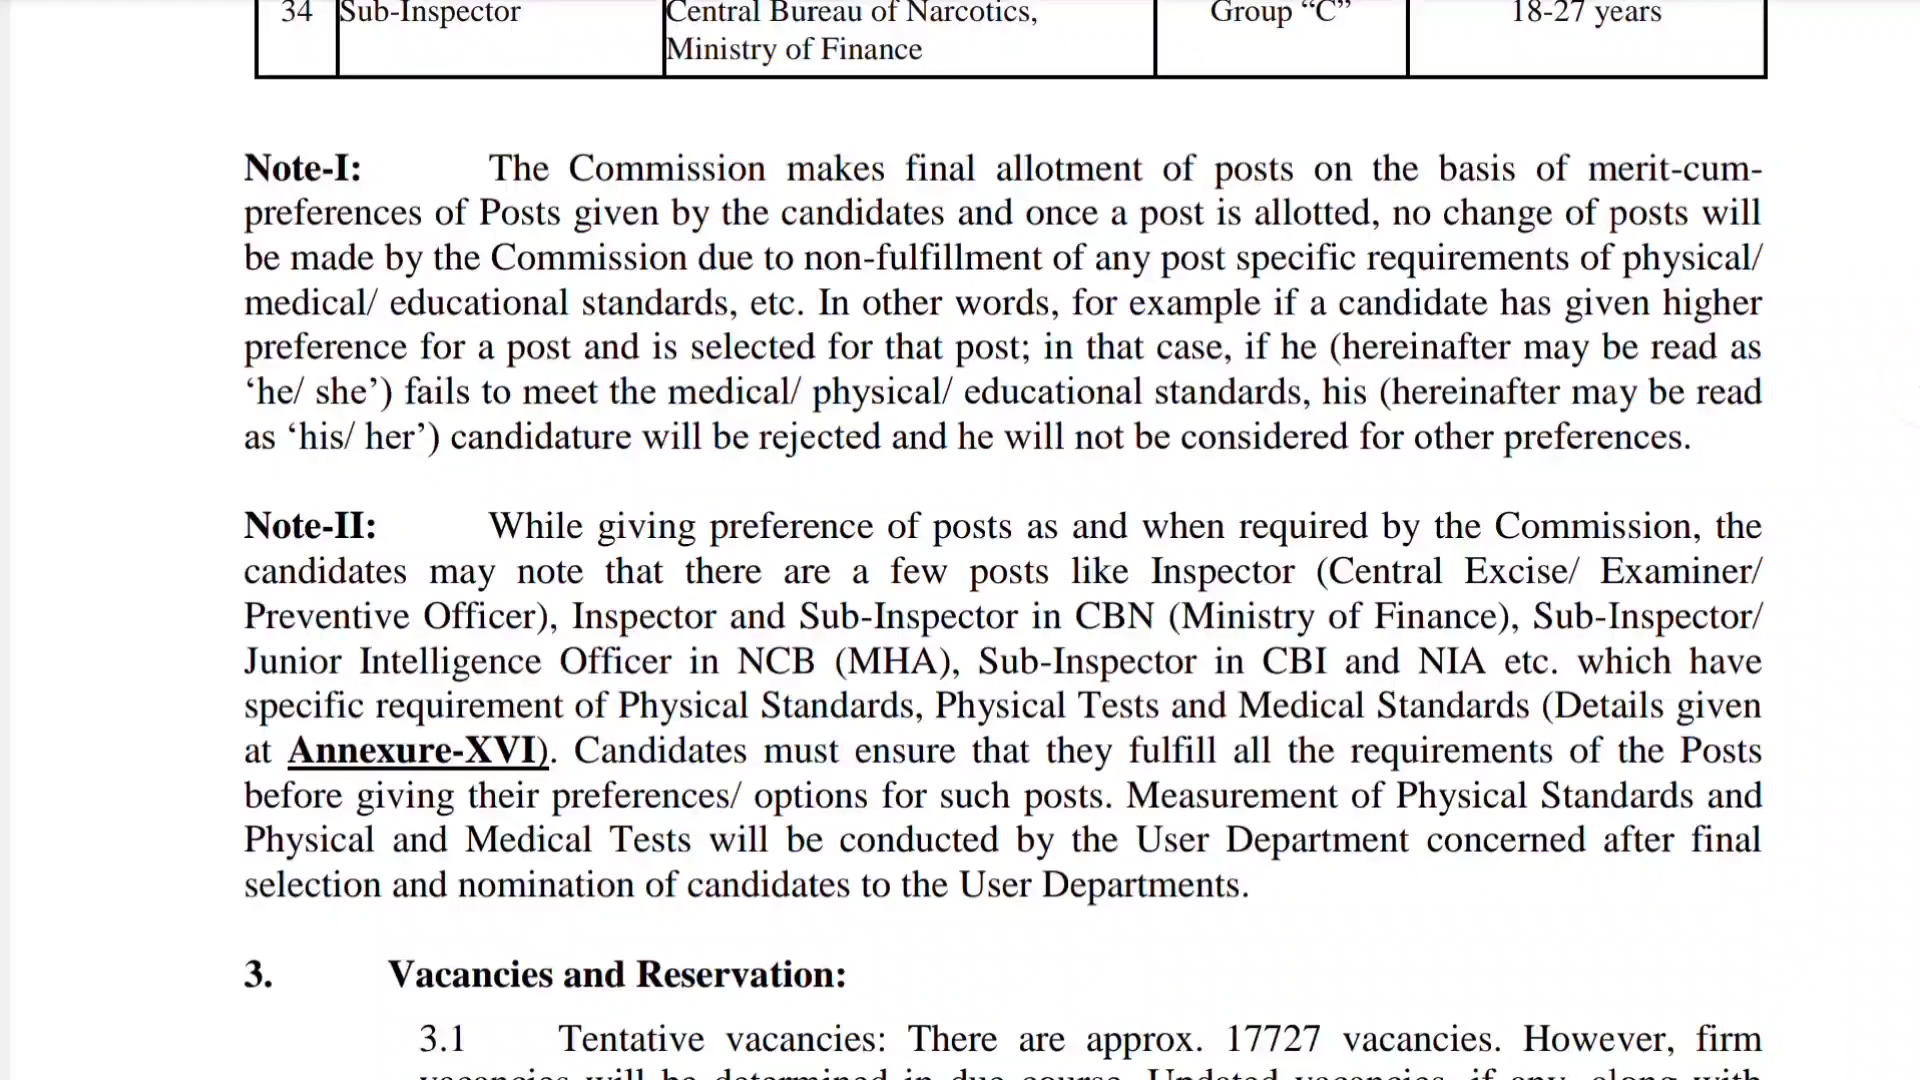 34 Sub-Inspector Central Bureau of Narcotics, Group “C” 18-27 years
Ministry of Finance
Note-I: The Commission makes final allotment of posts on the basis of merit-cum-
preferences of Posts given by the candidates and once a post is allotted, no change of posts will
be made by the Commission due to non-fulfillment of any post specific requirements of physical/
medical/ educational standards, etc. In other words, for example if a candidate has given higher
preference for a post and is selected for that post; in that case, if he (hereinafter may be read as
‘he/ she’) fails to meet the medical/ physical/ educational standards, his (hereinafter may be read
as ‘his/ her’) candidature will be rejected and he will not be considered for other preferences.
Note-II: While giving preference of posts as and when required by the Commission, the
candidates may note that there are a few posts like Inspector (Central Excise/ Examiner/
Preventive Officer), Inspector and Sub-Inspector in CBN (Ministry of Finance), Sub-Inspector/
Junior Intelligence Officer in NCB (MHA), Sub-Inspector in CBI and NIA etc. which have
specific requirement of Physical Standards, Physical Tests and Medical Standards (Details given
at Annexure-XVI). Candidates must ensure that they fulfill all the requirements of the Posts
before giving their preferences/ options for such posts. Measurement of Physical Standards and
Physical and Medical Tests will be conducted by the User Department concerned after final
selection and nomination of candidates to the User Departments.
3. Vacancies and Reservation:
3.1 Tentative vacancies: There are approx. 17727 vacancies. However, firm
vacancies will be determined in due course. Updated vacancies, if any, along with